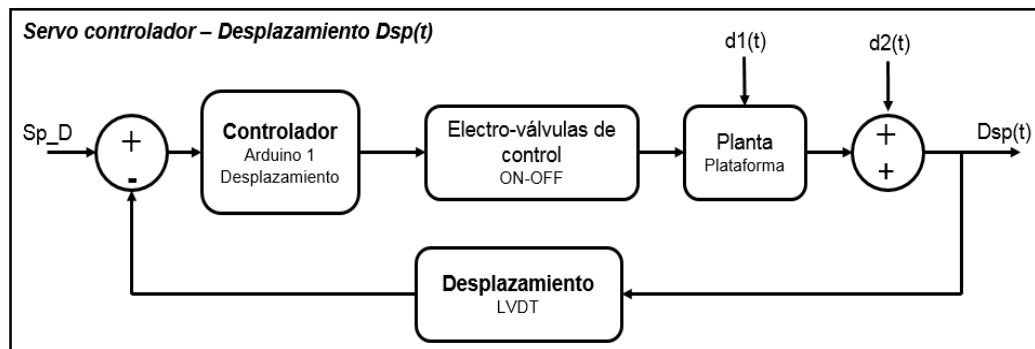 Servo controlador – Desplazamiento Dsp(t)
d1(t)
d2(t)
Sp_D
+
-
Controlador
Arduino 1
Desplazamiento
Electro-válvulas de
control
ON-OFF
Planta
Plataforma
+
+
Dsp(t)
Desplazamiento
LVDT